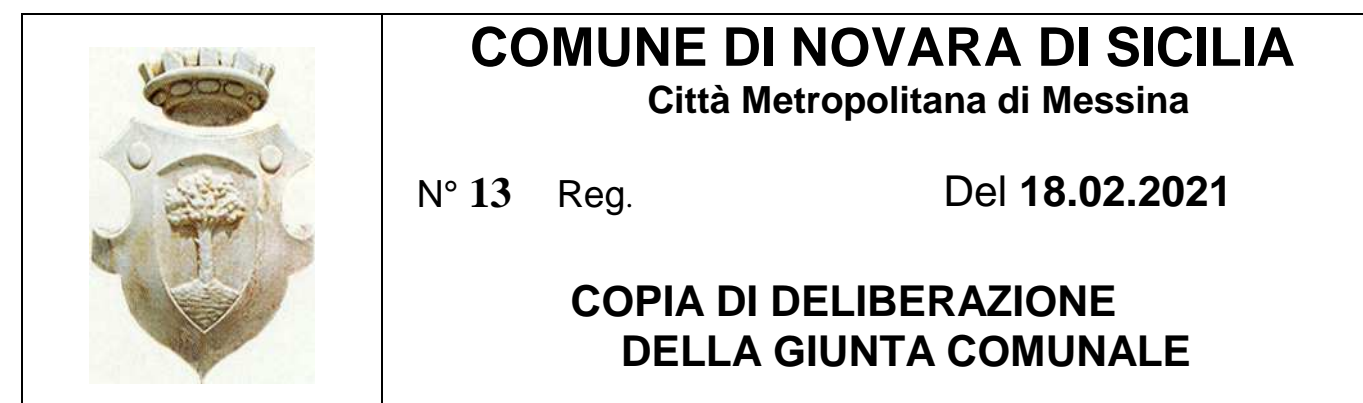 COMUNE DI NOVARA DI SICILIA
Città Metropolitana di Messina
N° 13 Reg. Del 18.02.2021
COPIA DI DELIBERAZIONE
DELLA GIUNTA COMUNALE